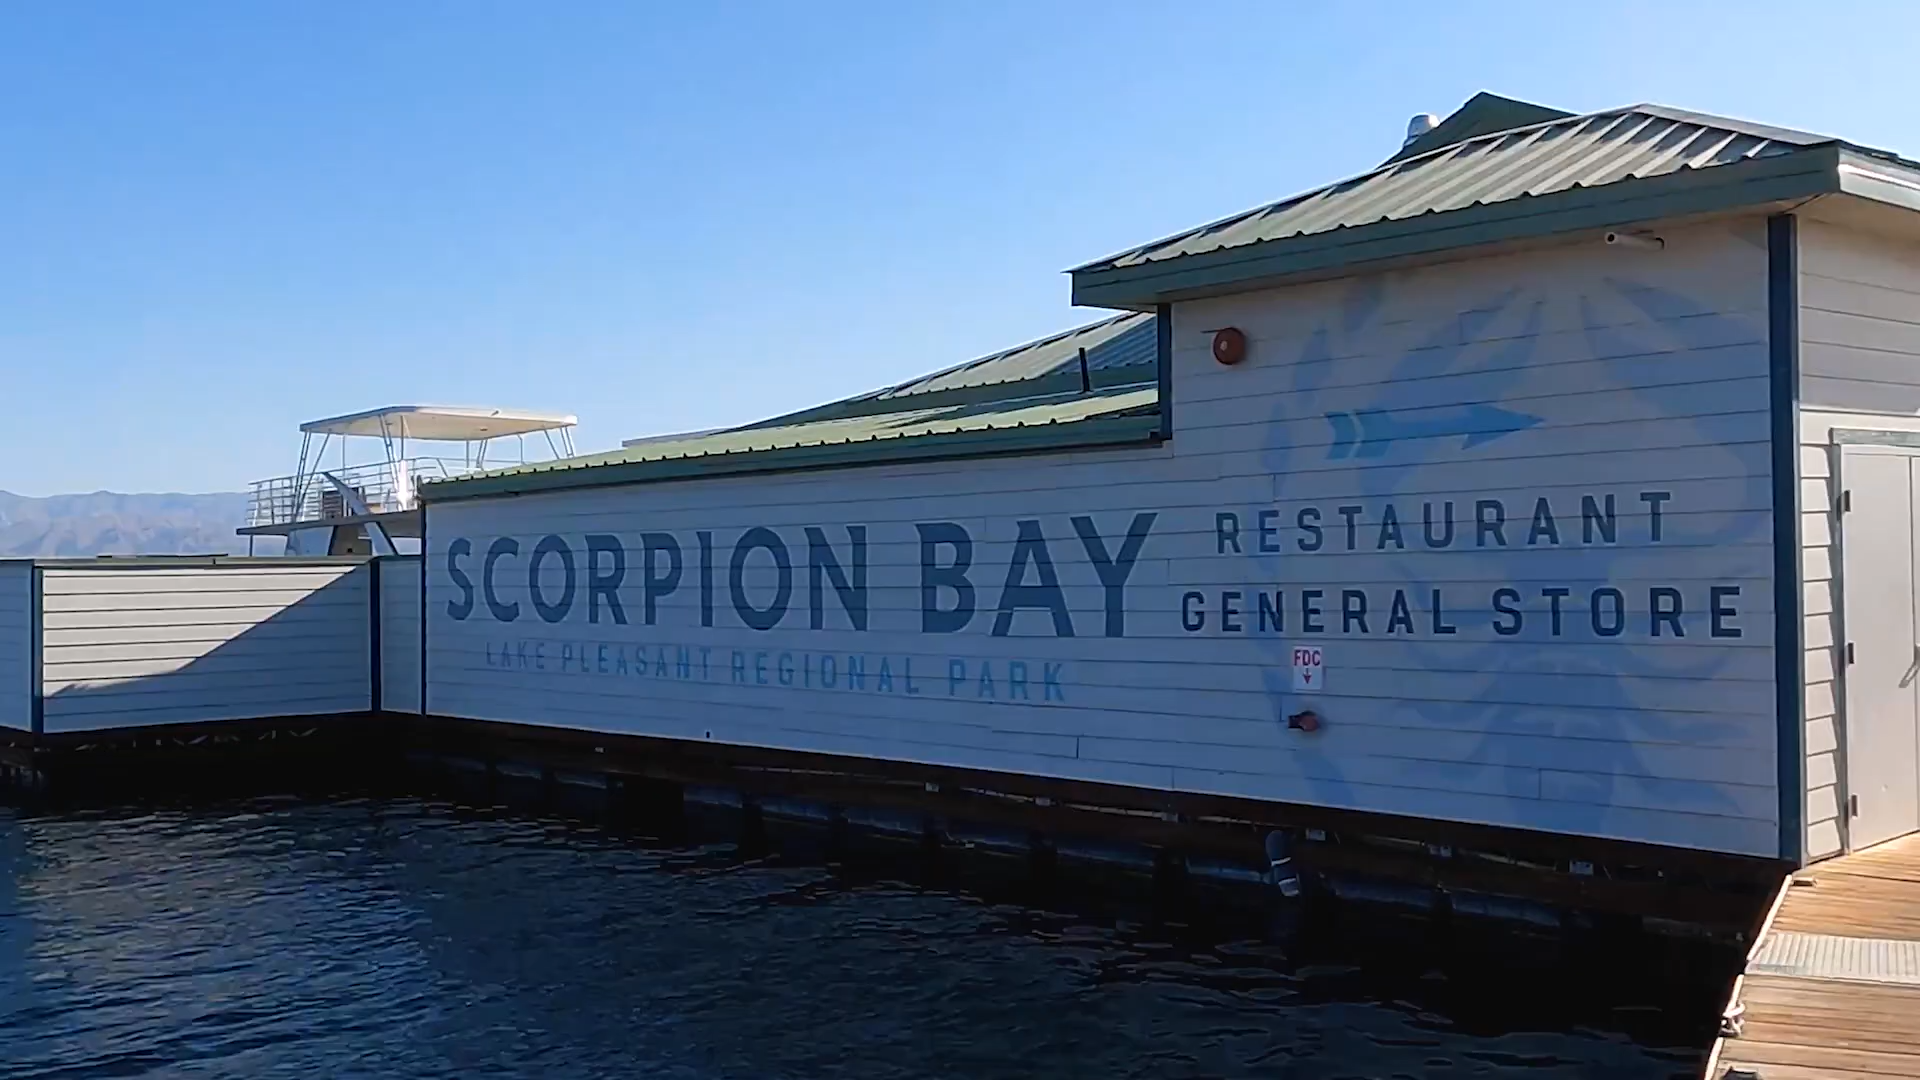 SCORPION BAY
LAKE PLEASANT REGIONAL PARK
RESTAURANT
GENERAL STORE
FDC